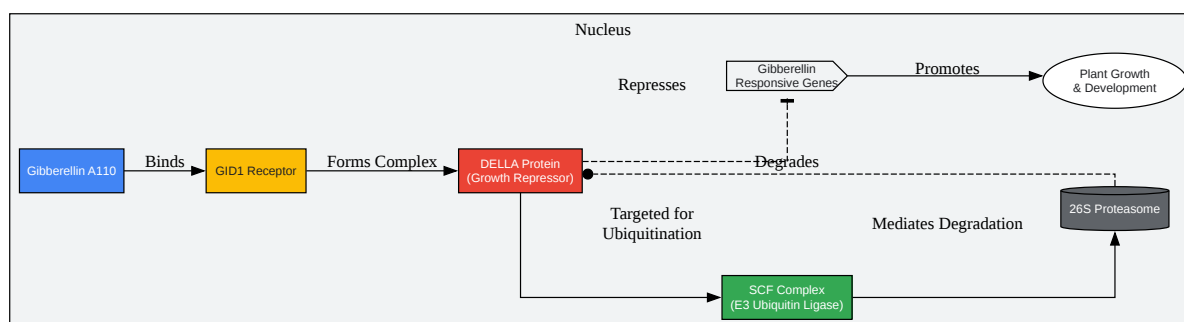 Nucleus
Represses
Gibberellin
Responsive Genes
Promotes
Plant Growth
& Development
Gibberellin A110
Binds
GID1 Receptor
Forms Complex
DELLA Protein
(Growth Repressor)
Degrades
26S Proteasome
Targeted for
Ubiquitination
Mediates Degradation
SCF Complex
(E3 Ubiquitin Ligase)